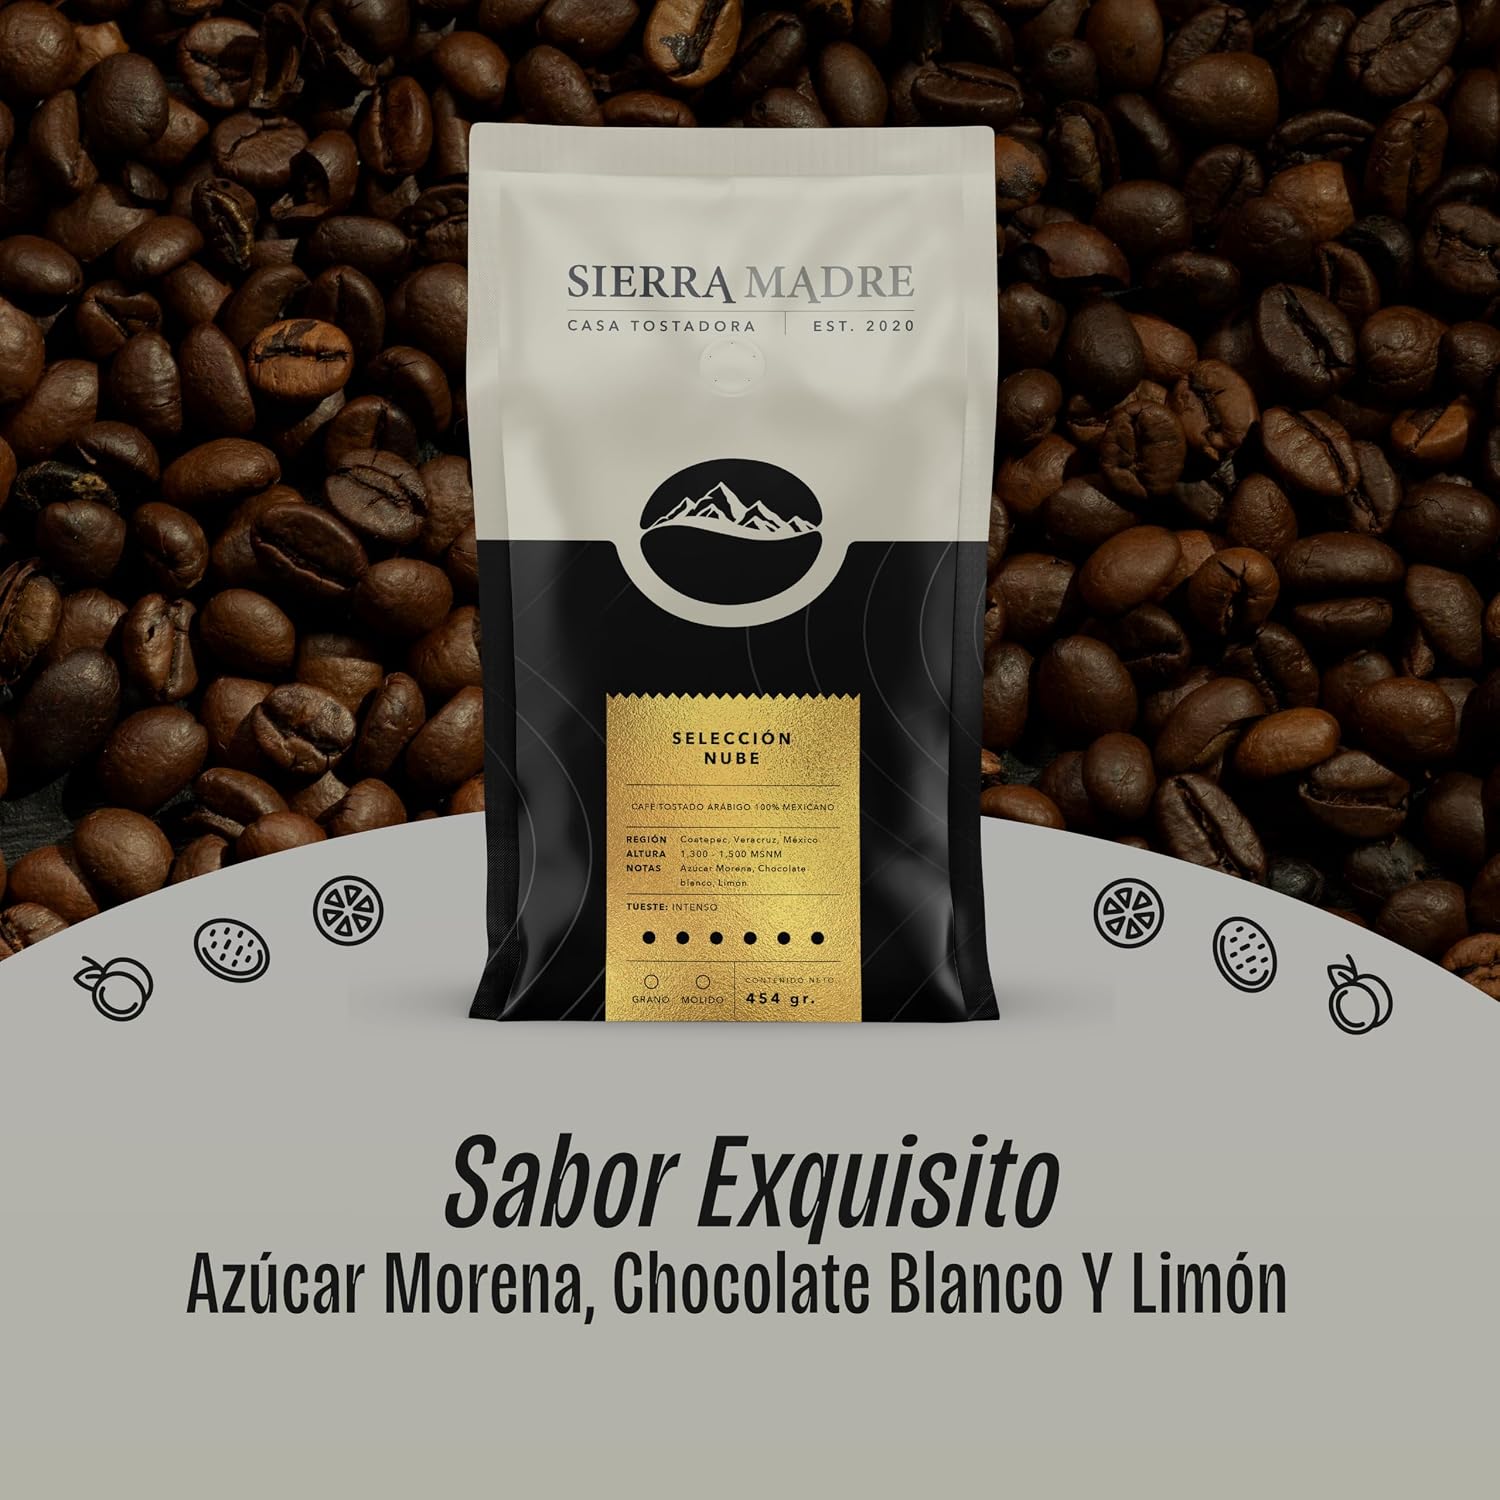 SIERRA MADRE
CASA TOSTADORA EST. 2020
SELECCIÓN
NUBE
CAFÉ TOSTADO ARÁBIGO 100% MEXICANO
REGIÓN Coatepec, Veracruz, México
ALTURA 1,300 - 1,500 MSNM
NOTAS Azúcar Morena, Chocolate
blanco, Limón
TUESTE: INTENSO
GRANO MOLIDO
CONTENIDO NETO
454 gr.
Sabor Exquisito
Azúcar Morena, Chocolate Blanco Y Limón